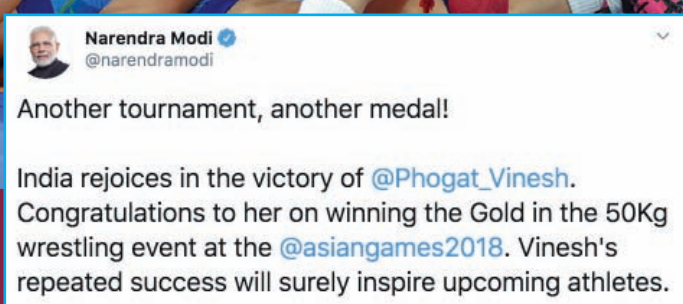 Narendra Modi
@narendramodi
Another tournament, another medal!
India rejoices in the victory of @Phogat_Vinesh.
Congratulations to her on winning the Gold in the 50Kg
wrestling event at the @asiangames2018. Vinesh's
repeated success will surely inspire upcoming athletes.